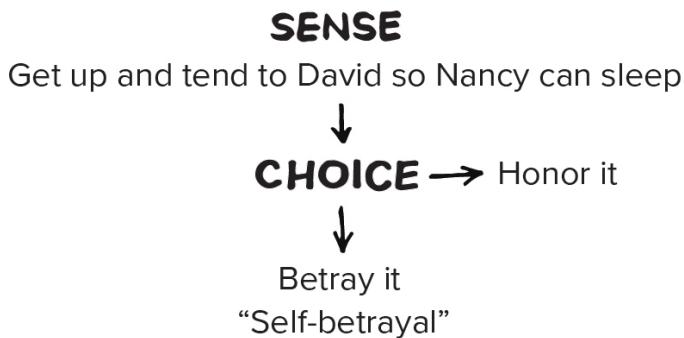 SENSE
Get up and tend to David so Nancy can sleep
CHOICE → Honor it
Betray it
“Self-betrayal”